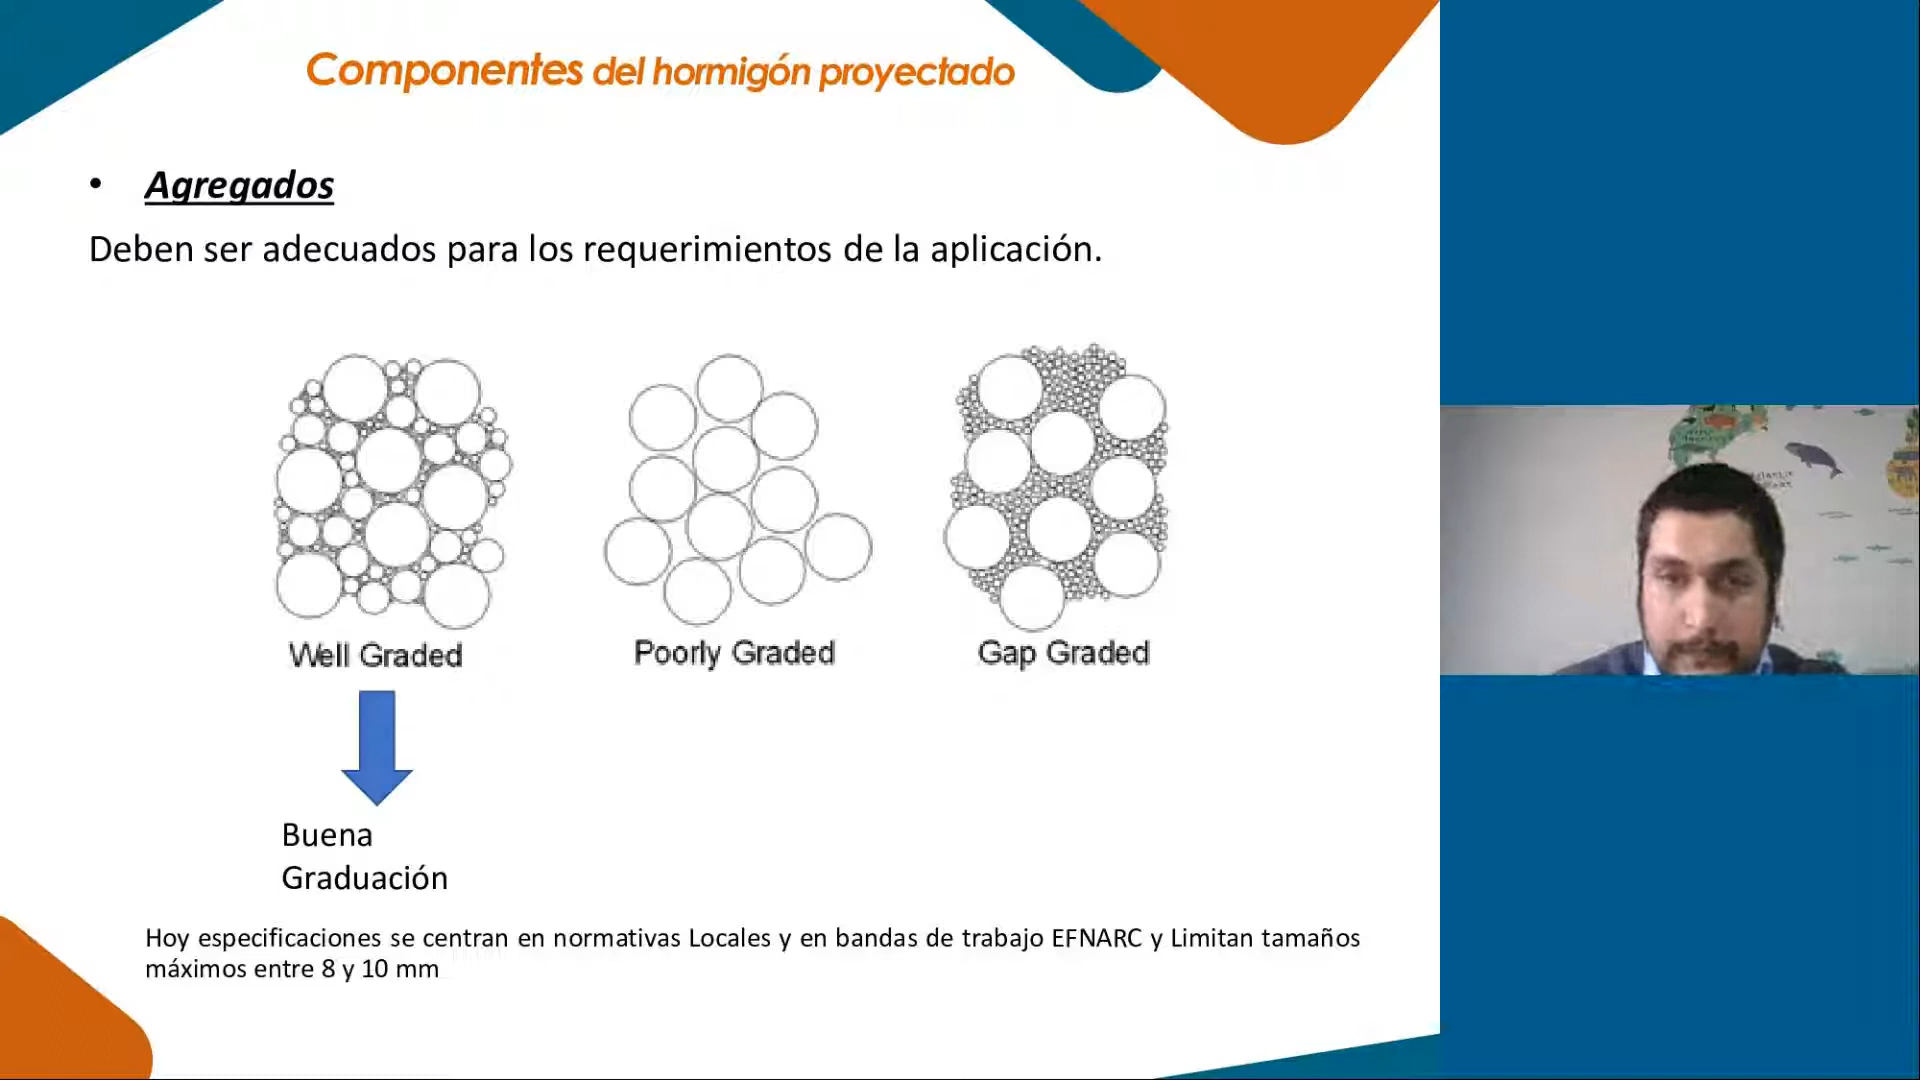 Componentes del hormigón proyectado
• Agregados
Deben ser adecuados para los requerimientos de la aplicación.
Well Graded
Poorly Graded
Gap Graded
Buena
Graduación
Hoy especificaciones se centran en normativas Locales y en bandas de trabajo EFNARC y Limitan tamaños
máximos entre 8 y 10 mm